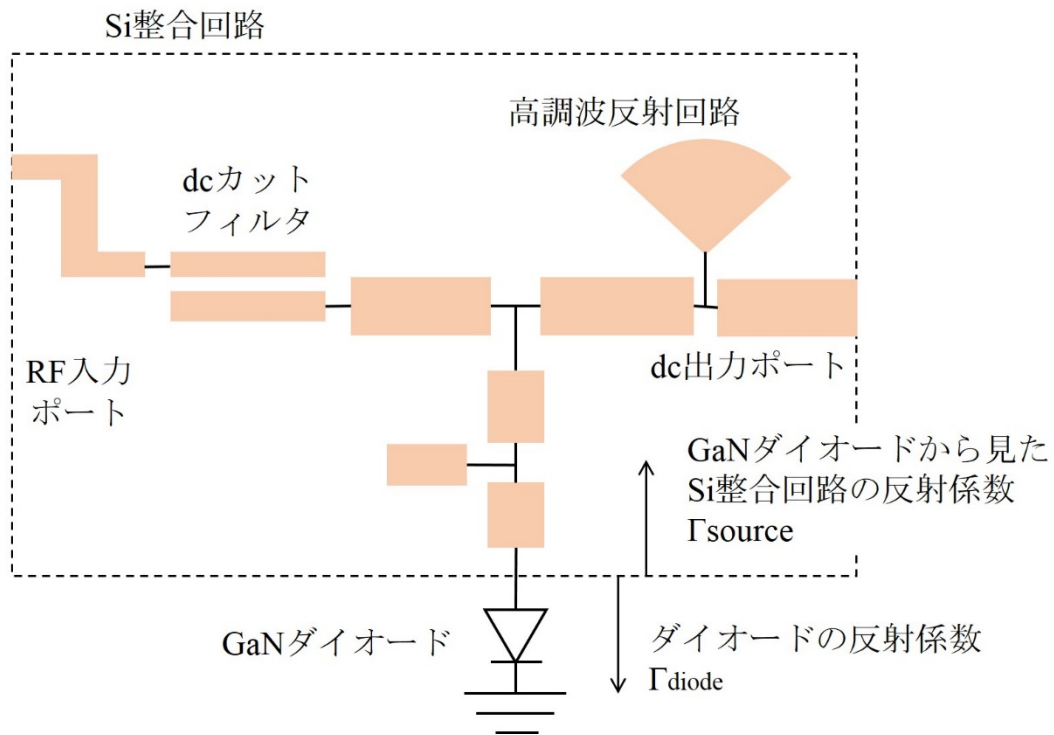 Si整合回路
高調波反射回路
dcカット
フィルタ
RF入力
ポート
dc出力ポート
GaNダイオードから見た
Si整合回路の反射係数
Γsource
GaNダイオード
ダイオードの反射係数
Γdiode